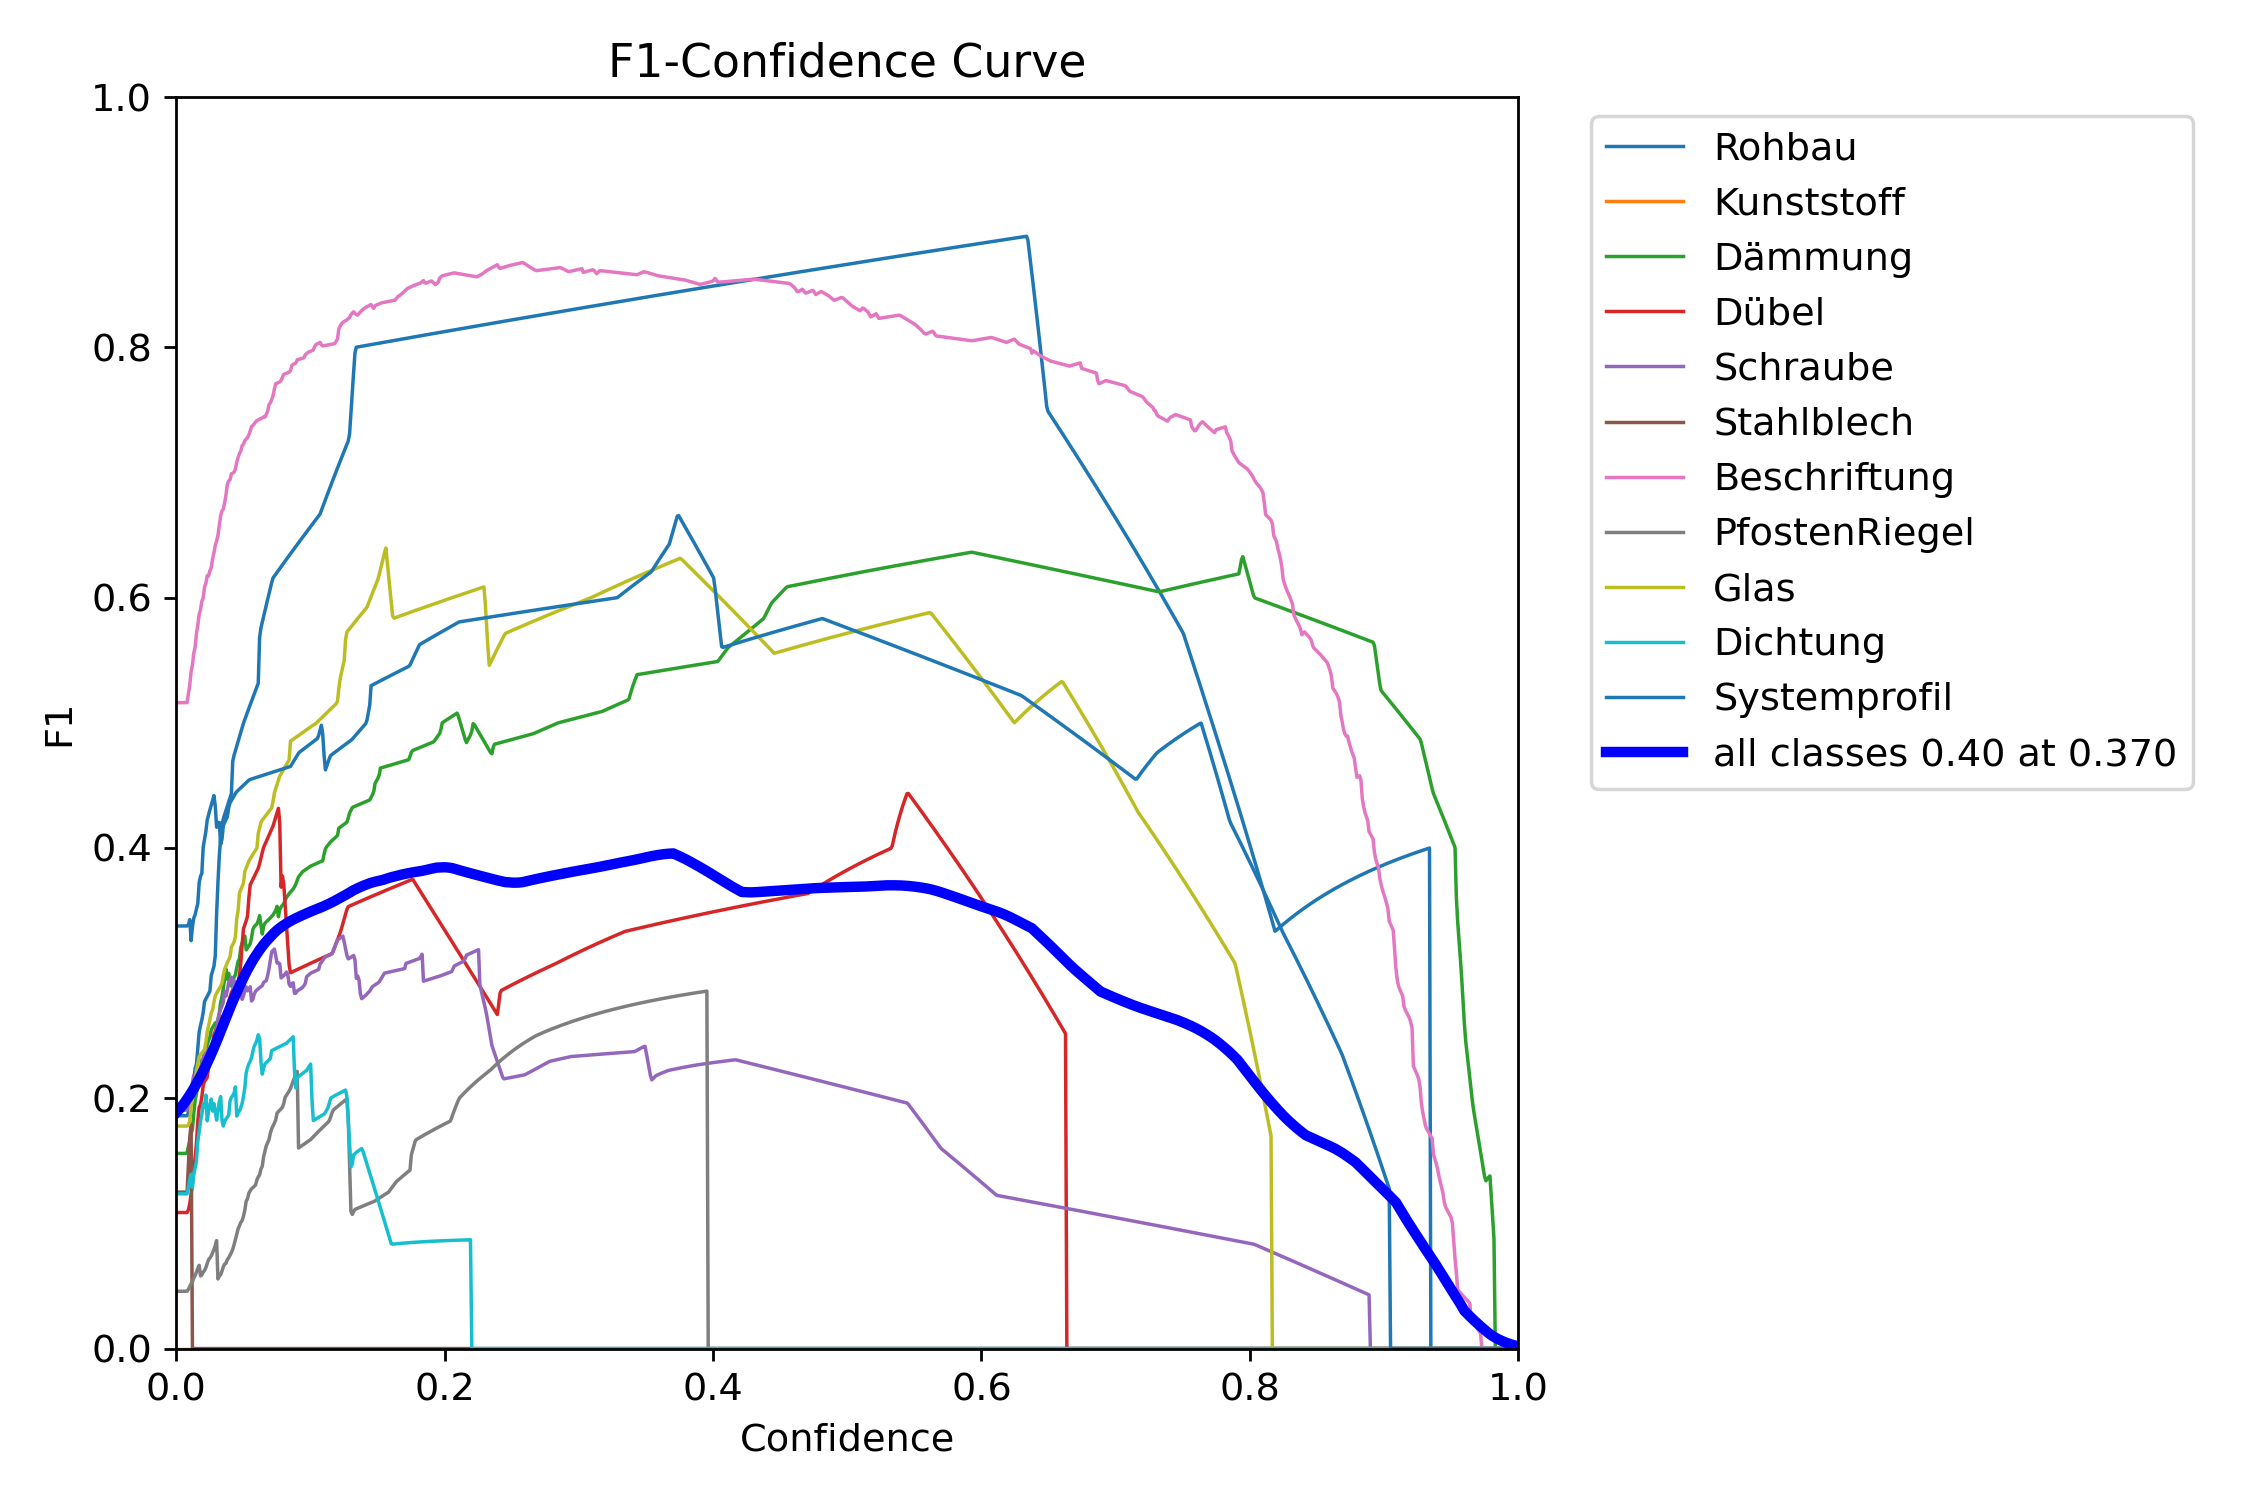 F1-Confidence Curve
1.0
0.8
0.6
0.4
0.2
0.0
F1
0.0 0.2 0.4 0.6 0.8 1.0
Confidence
Rohbau
Kunststoff
Dämmung
Dübel
Schraube
Stahlblech
Beschriftung
PfostenRiegel
Glas
Dichtung
Systemprofil
all classes 0.40 at 0.370